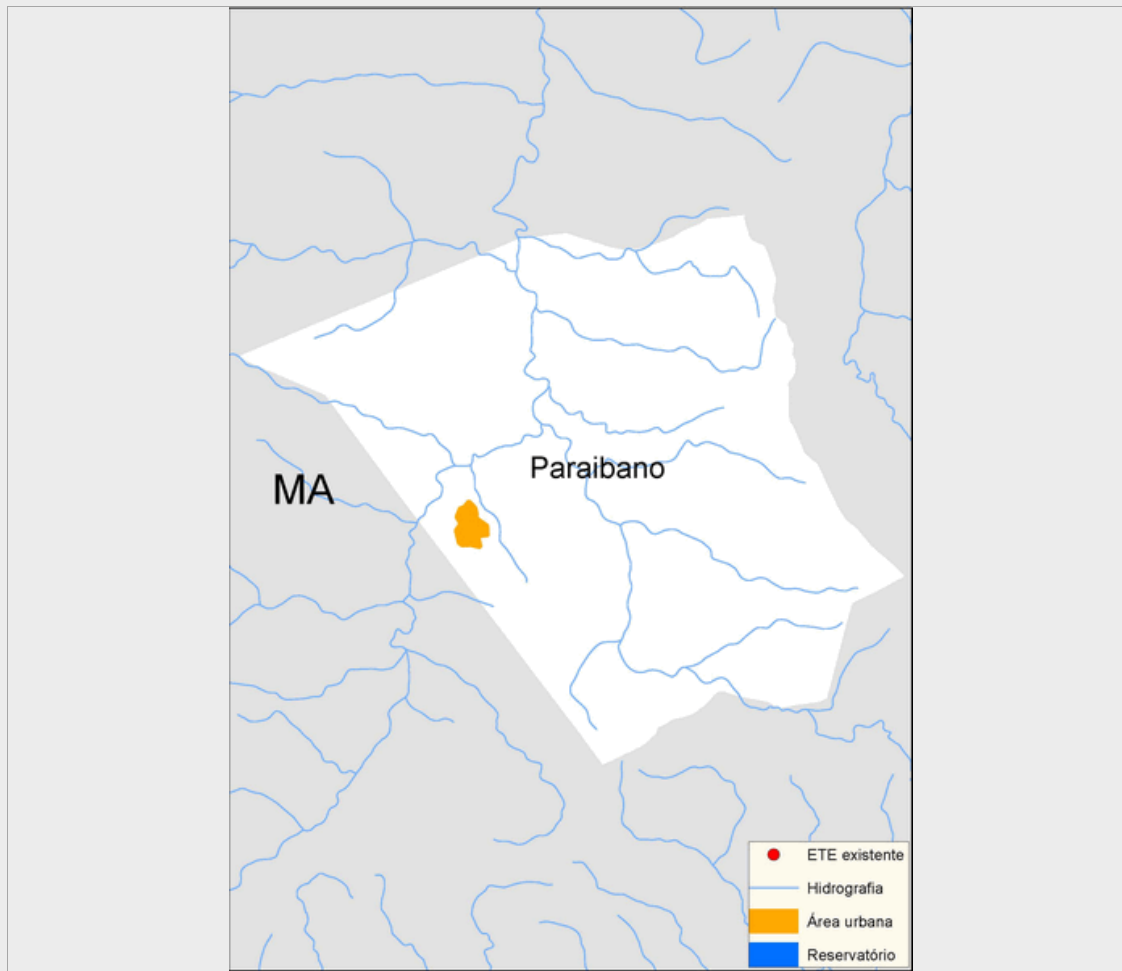 Paraibano
MA
ETE existente
Hidrografia
Área urbana
Reservatório